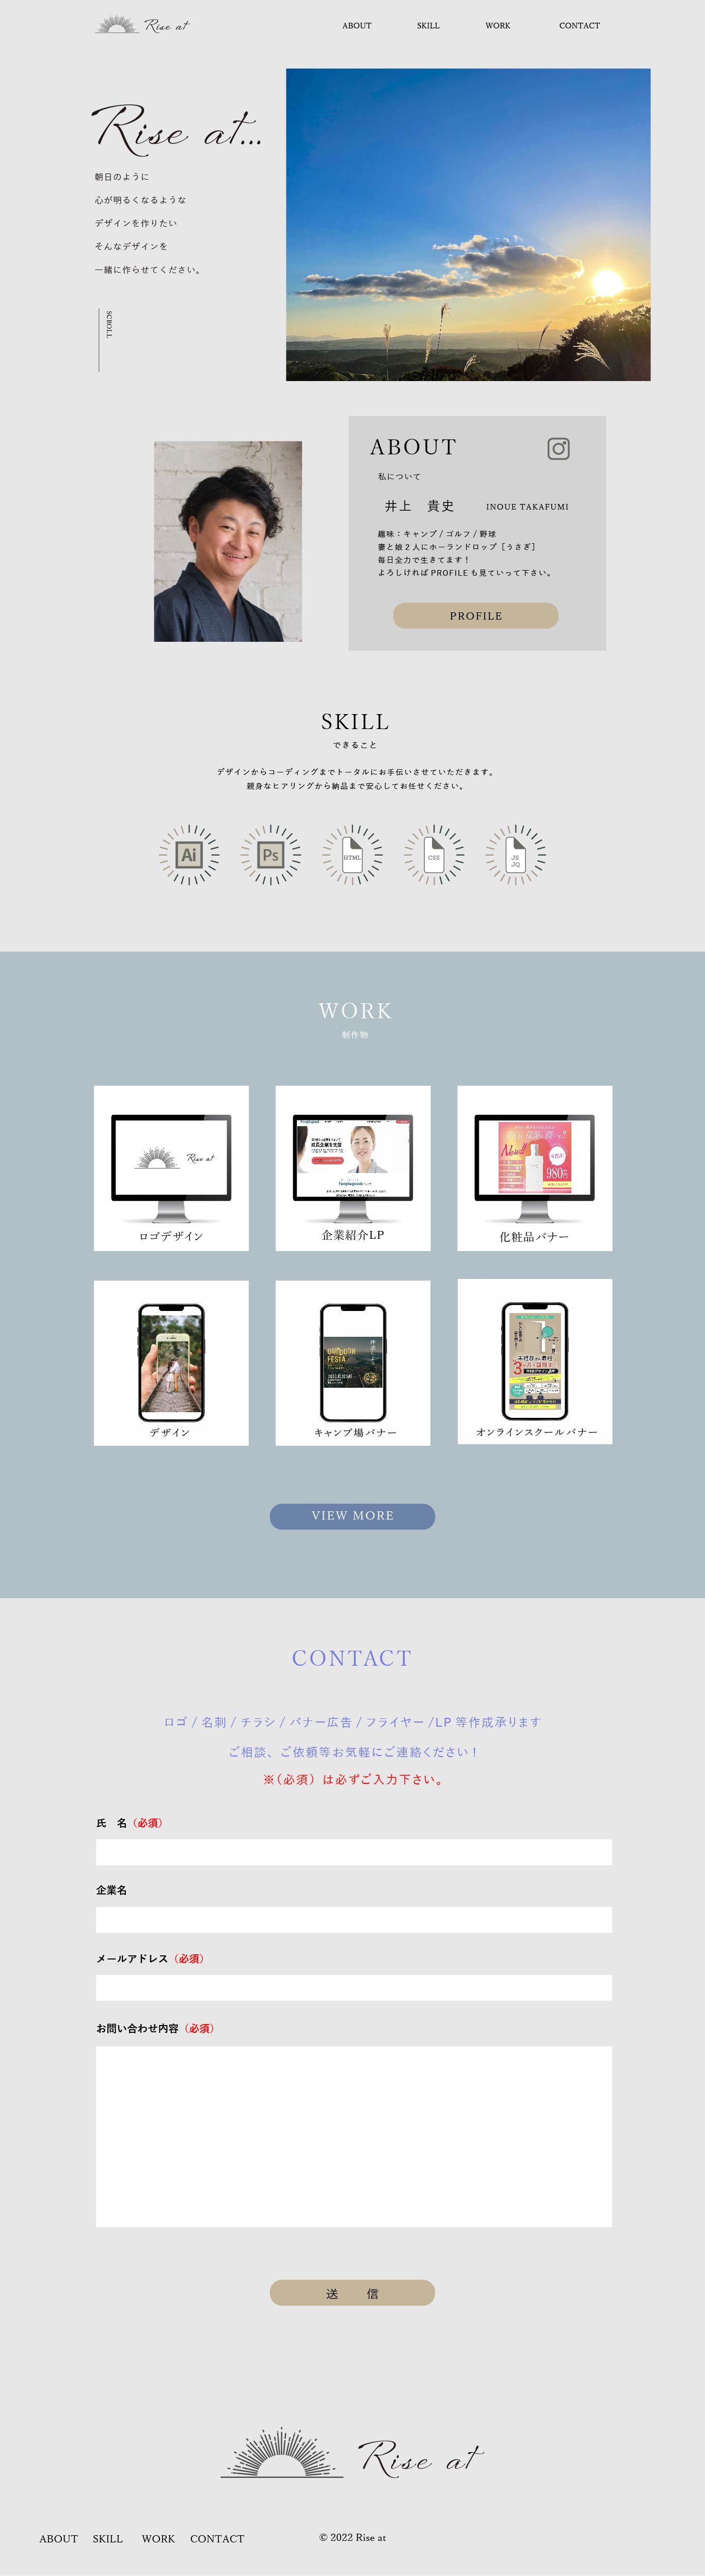 Rise at
ABOUT
SKILL
WORK
CONTACT
Rise at...
朝日のように
心が明るくなるような
デザインを作りたい
そんなデザインを
一緒に作らせてください。
SCROLL
ABOUT
私について
井上　貴史
INOUE TAKAFUMI
趣味：キャンプ / ゴルフ / 野球
妻と娘２人にホーランドロップ［うさぎ］
毎日全力で生きてます！
よろしければ PROFILE も見ていって下さい。
PROFILE
SKILL
できること
デザインからコーディングまでトータルにお手伝いさせていただきます。
親身なヒアリングから納品まで安心してお任せください。
Ai
Ps
HTML
CSS
JS
JQ
WORK
制作物
Rise at
成長企業を支援
New!!
980円
ロゴデザイン
企業紹介LP
化粧品バナー
OUTDOOR
FESTA
デザイン
キャンプ場バナー
オンラインスクールバナー
VIEW MORE
CONTACT
ロゴ / 名刺 / チラシ / バナー広告 / フライヤー /LP 等作成承ります
ご相談、ご依頼等お気軽にご連絡ください！
※（必須）は必ずご入力下さい。
氏　名（必須）
企業名
メールアドレス（必須）
お問い合わせ内容（必須）
送　信
Rise at
ABOUT
SKILL
WORK
CONTACT
© 2022 Rise at